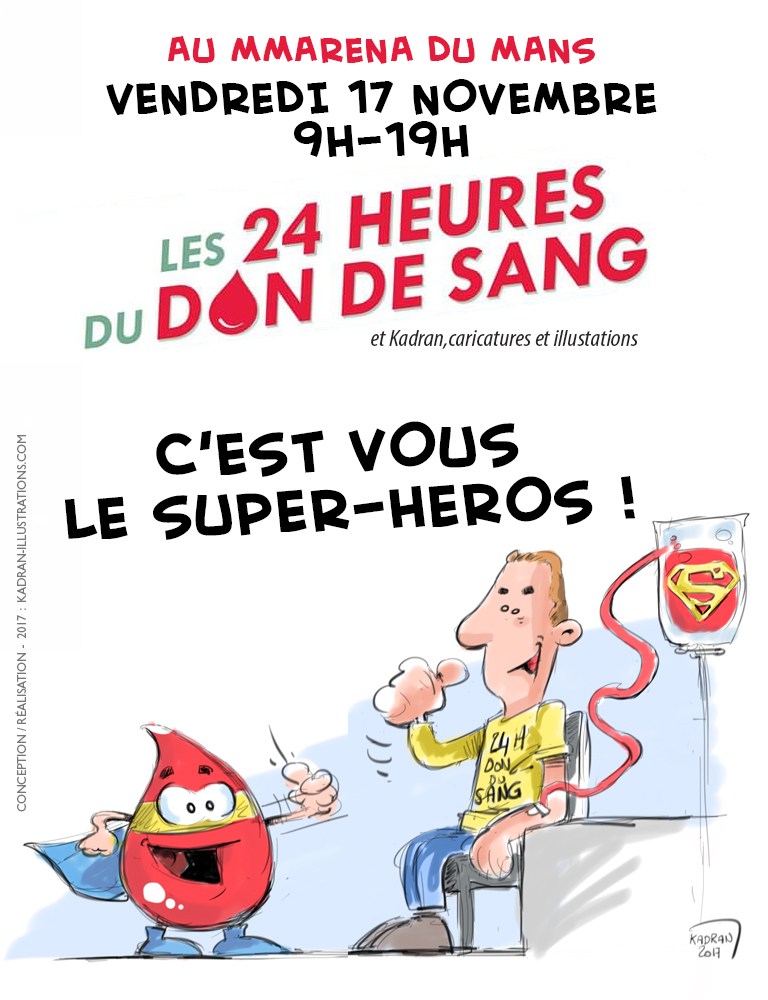 AU MMARENA DU MANS
VENDREDI 17 NOVEMBRE
9H-19H
LES 24 HEURES
DU DON DE SANG
et Kadran,caricatures et illustations
C'EST VOUS
LE SUPER-HEROS !
CONCEPTION / RÉALISATION - 2017 : KADRAN-ILLUSTRATIONS.COM
S
24 H
DON
DU
SANG
KADRAN
2017